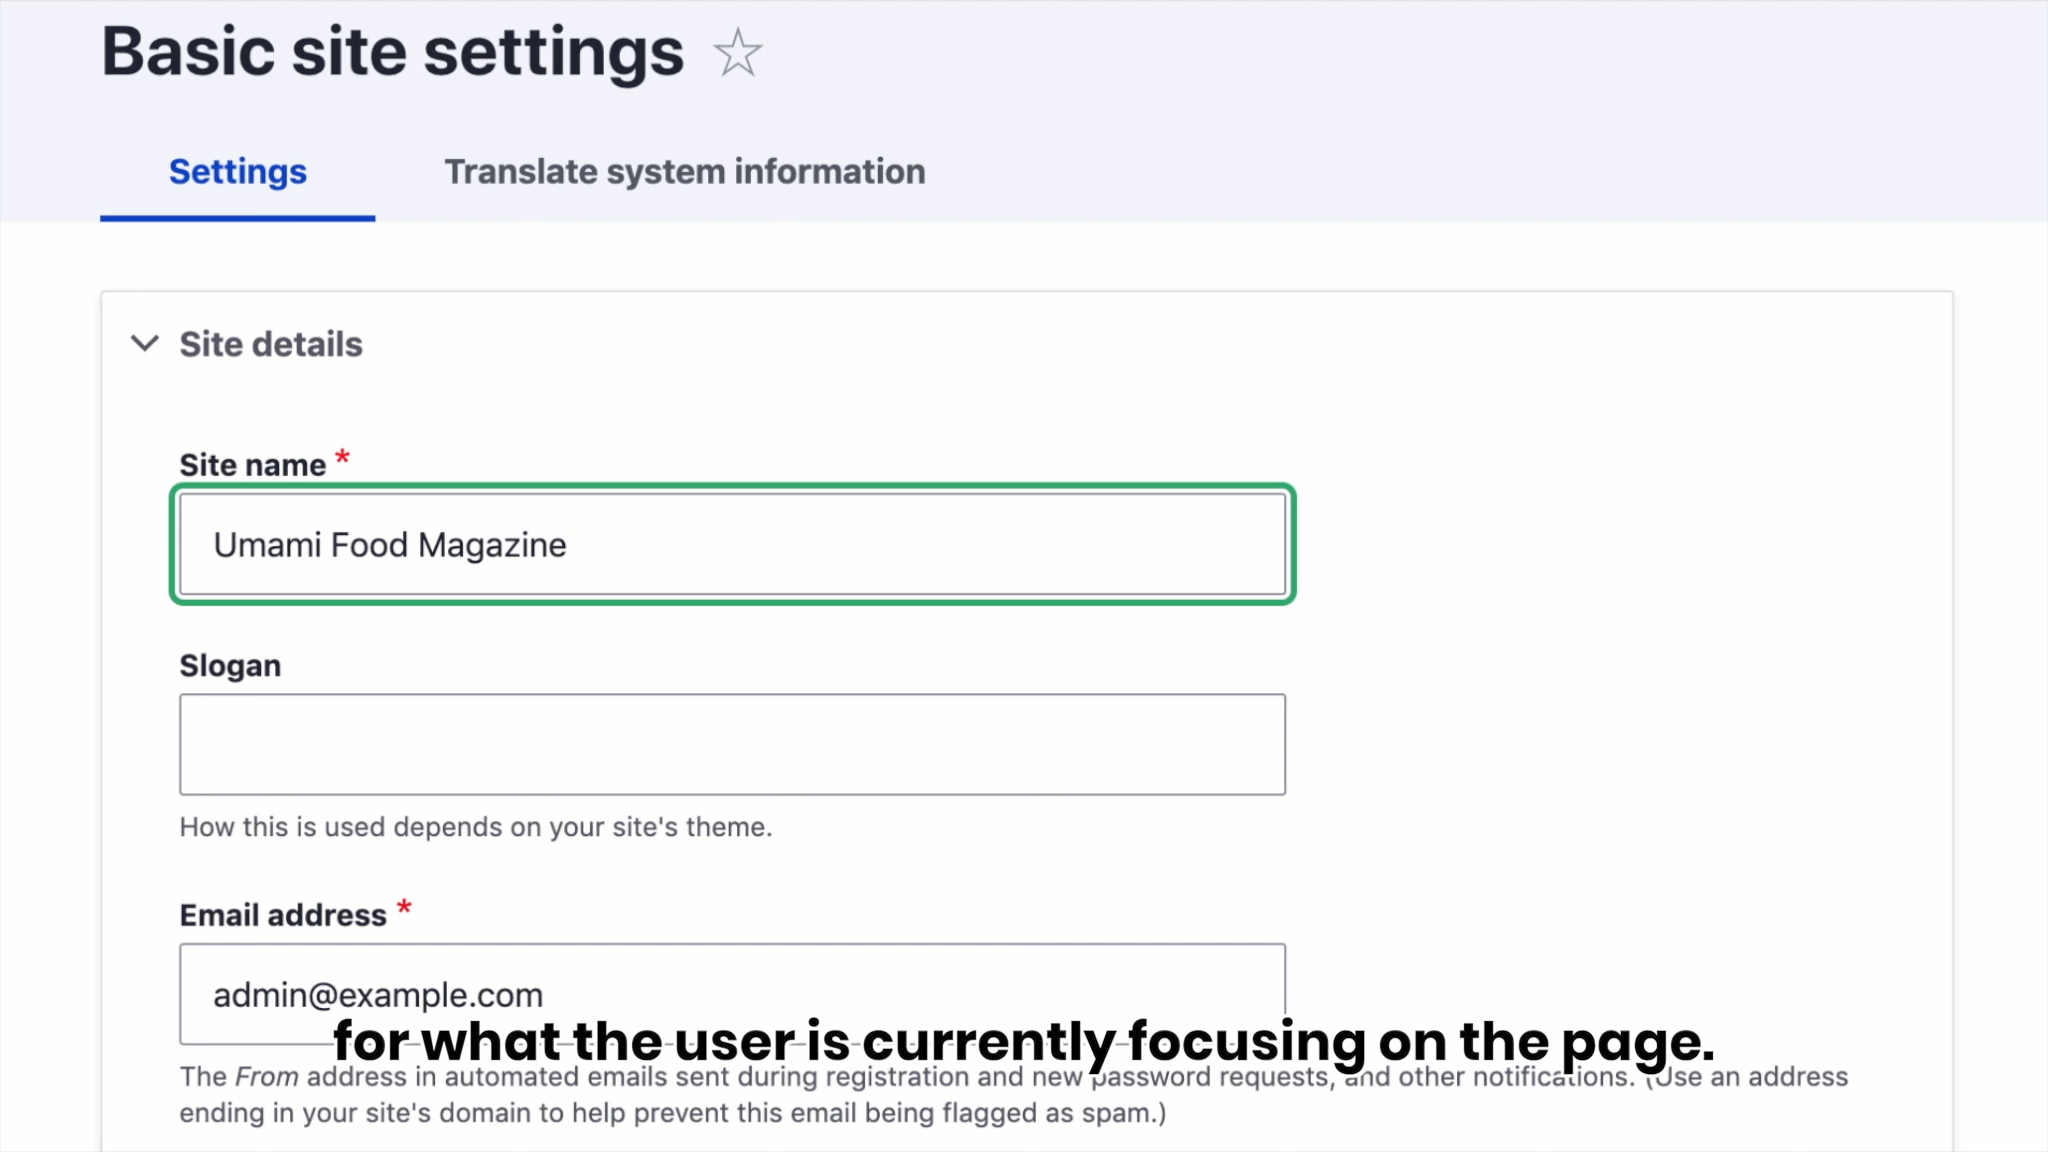 Basic site settings
Settings
Translate system information
Site details
Site name *
Umami Food Magazine
Slogan
How this is used depends on your site's theme.
Email address *
admin@example.com
for what the user is currently focusing on the page.
The From address in automated emails sent during registration and new password requests, and other notifications. (Use an address
ending in your site's domain to help prevent this email being flagged as spam.)